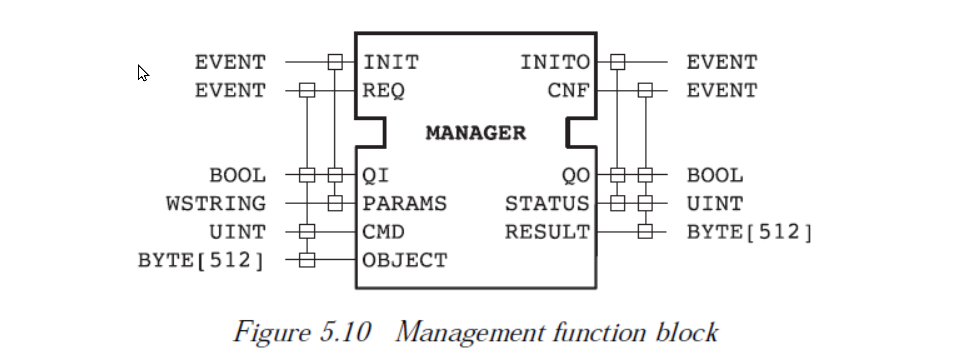 EVENT INIT INITO EVENT
EVENT REQ CNF EVENT
MANAGER
BOOL QI QO BOOL
WSTRING PARAMS STATUS UINT
UINT CMD RESULT BYTE[512]
BYTE[512] OBJECT
Figure 5.10 Management function block